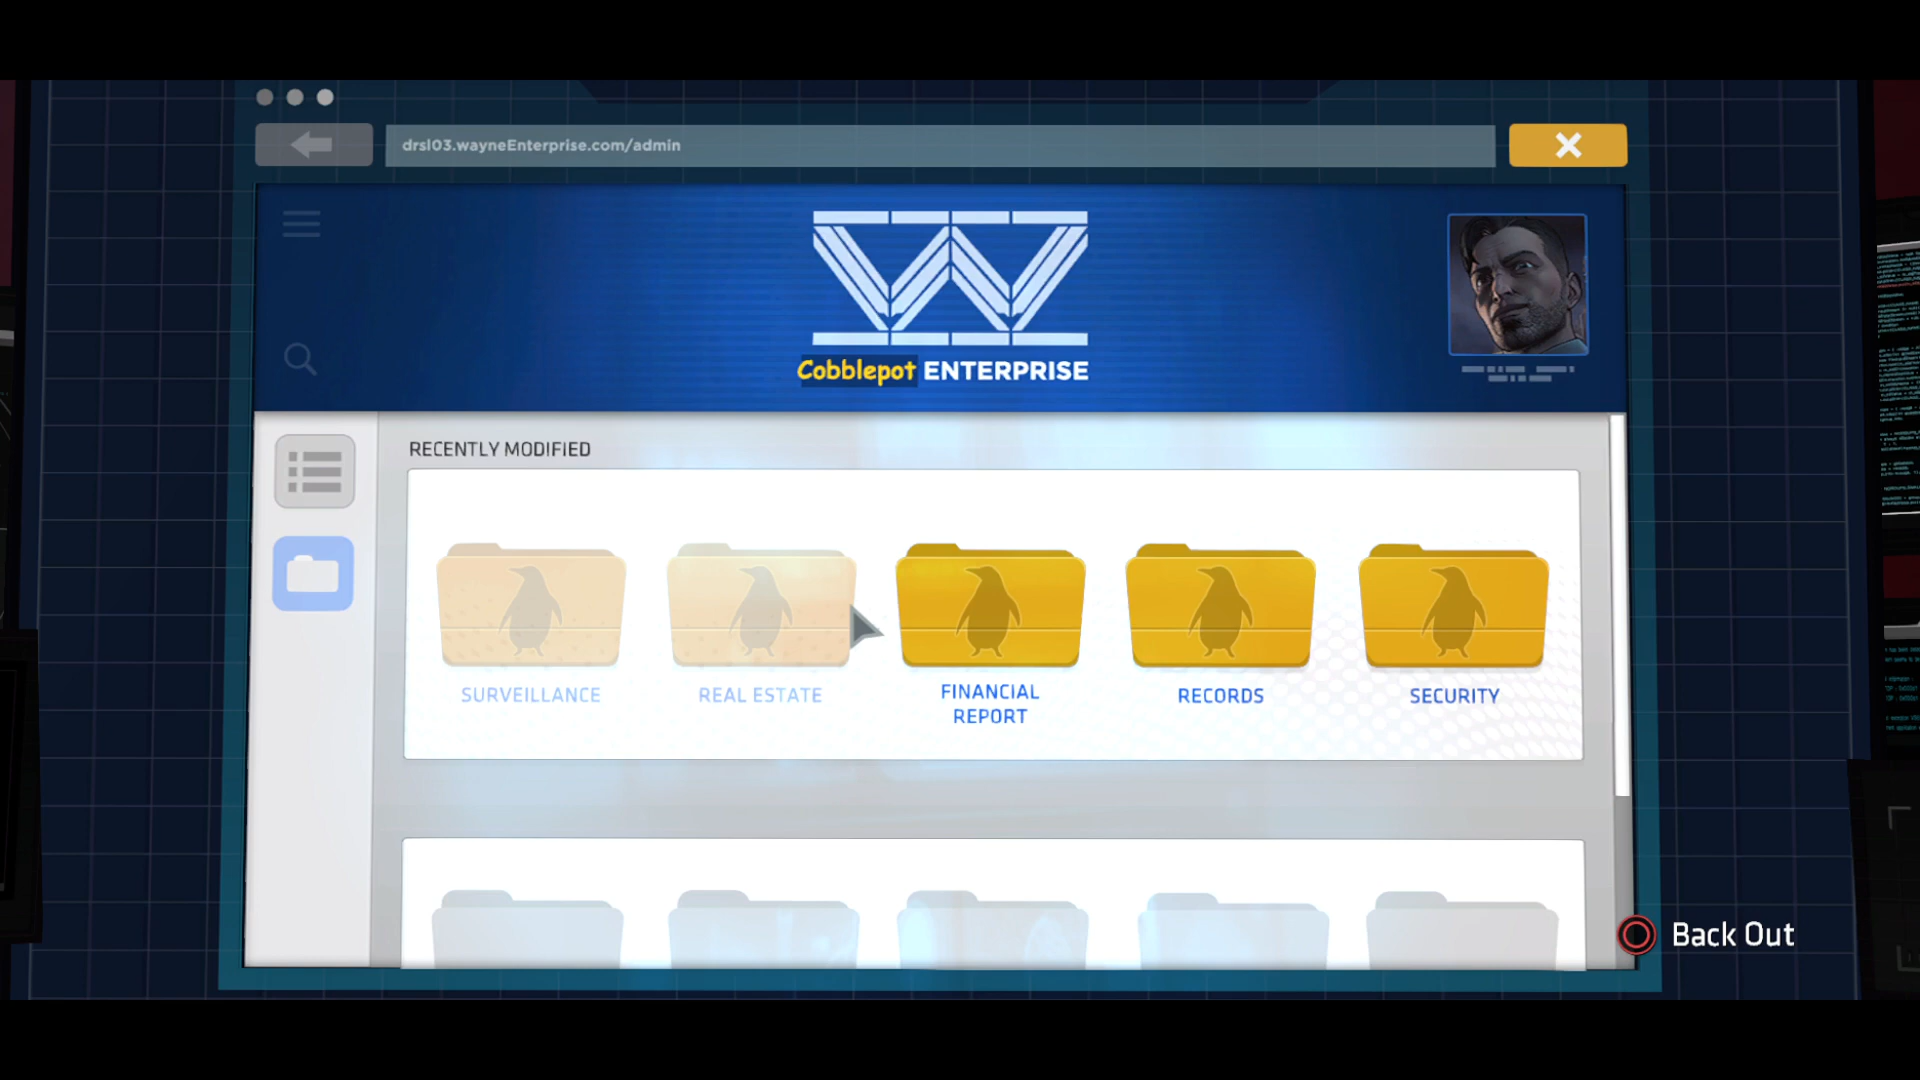 drsl03.wayneEnterprise.com/admin
Cobblepot ENTERPRISE
RECENTLY MODIFIED
SURVEILLANCE
REAL ESTATE
FINANCIAL
REPORT
RECORDS
SECURITY
Back Out